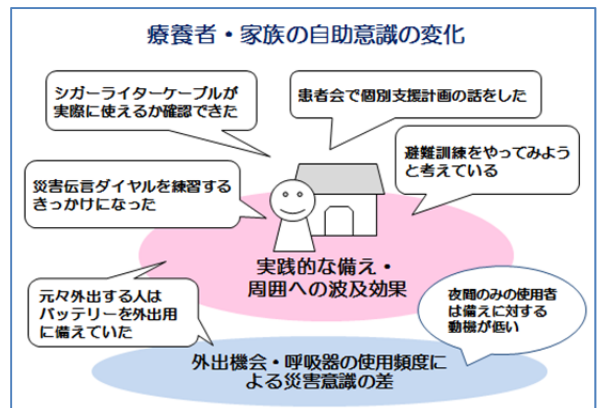 療養者・家族の自助意識の変化
シガーライターケーブルが
実際に使えるか確認できた
患者会で個別支援計画の話をした
避難訓練をやってみよう
と考えている
災害伝言ダイヤルを練習する
きっかけになった
実践的な備え・
周囲への波及効果
元々外出する人は
バッテリーを外出用
に備えていた
夜間のみの使用者
は備えに対する
動機が低い
外出機会・呼吸器の使用頻度に
よる災害意識の差